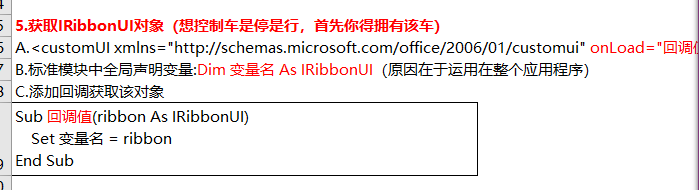 5.获取IRibbonUI对象（想控制车是停是行，首先你得拥有该车）
A.<customUI xmlns="http://schemas.microsoft.com/office/2006/01/customui" onLoad="回调值
B.标准模块中全局声明变量:Dim 变量名 As IRibbonUI（原因在于运用在整个应用程序）
C.添加回调获取该对象
Sub 回调值(ribbon As IRibbonUI)
Set 变量名 = ribbon
End Sub